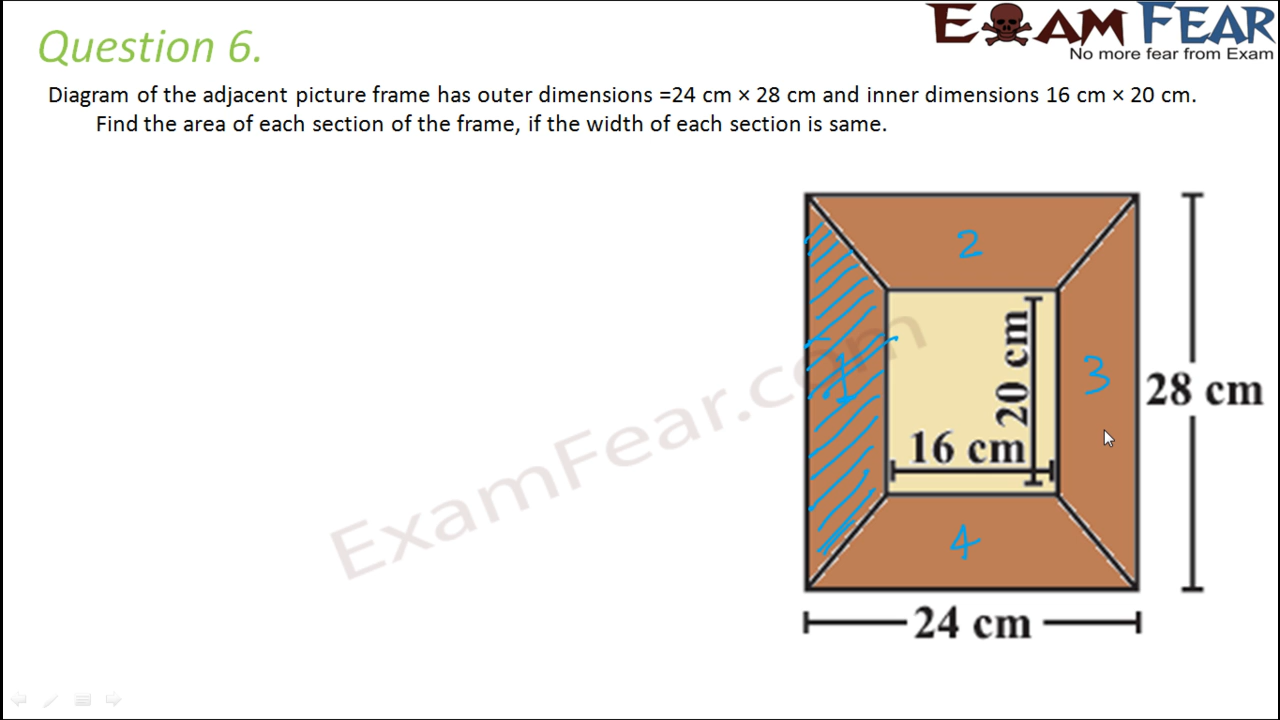 Question 6.
EXAM FEAR
No more fear from Exam
Diagram of the adjacent picture frame has outer dimensions =24 cm × 28 cm and inner dimensions 16 cm × 20 cm.
Find the area of each section of the frame, if the width of each section is same.
2
1
20 cm
3
28 cm
16 cm
4
24 cm
ExamFear.com